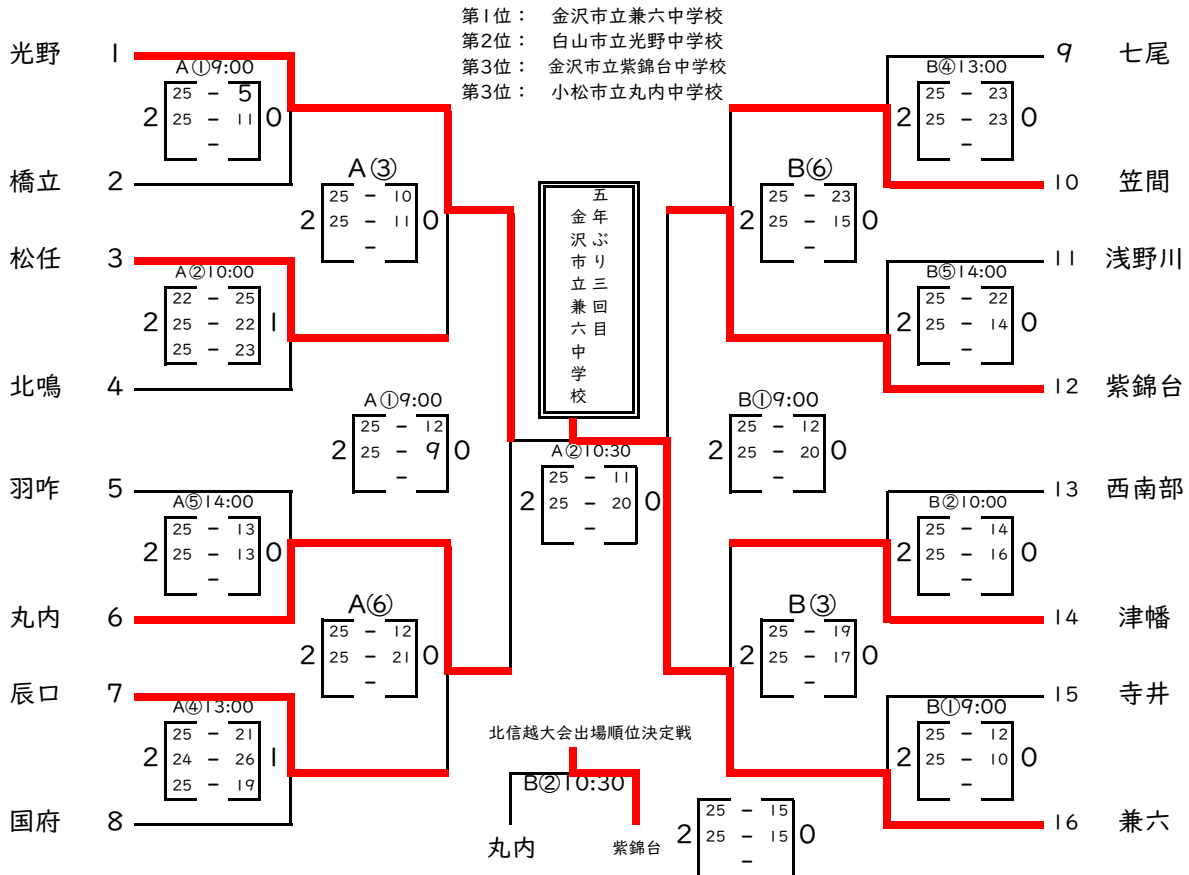 第1位： 金沢市立兼六中学校
第2位： 白山市立光野中学校
第3位： 金沢市立紫錦台中学校
第3位： 小松市立丸内中学校
光野 1
A①9:00
2 25 - 5 0
25 - 11
-
橋立 2
A③
2 25 - 10 0
25 - 11
-
松任 3
A②10:00
22 - 25
2 25 - 22 1
25 - 23
北鳴 4
A①9:00
25 - 12
2 25 - 9 0
-
羽咋 5
A⑤14:00
25 - 13
2 25 - 13 0
-
丸内 6
A⑥
25 - 12
2 25 - 21 0
-
辰口 7
A④13:00
25 - 21
2 24 - 26 1
25 - 19
国府 8
五年ぶり三回目
金沢市立兼六中学校
A②10:30
25 - 11
2 25 - 20 0
-
9 七尾
B④13:00
25 - 23
2 25 - 23 0
-
10 笠間
B⑥
25 - 23
2 25 - 15 0
-
11 浅野川
B⑤14:00
25 - 22
2 25 - 14 0
-
12 紫錦台
B①9:00
25 - 12
2 25 - 20 0
-
13 西南部
B②10:00
25 - 14
2 25 - 16 0
-
14 津幡
B③
25 - 19
2 25 - 17 0
-
15 寺井
B①9:00
25 - 12
2 25 - 10 0
-
16 兼六
北信越大会出場順位決定戦
B②10:30
丸内 紫錦台
25 - 15
2 25 - 15 0
-